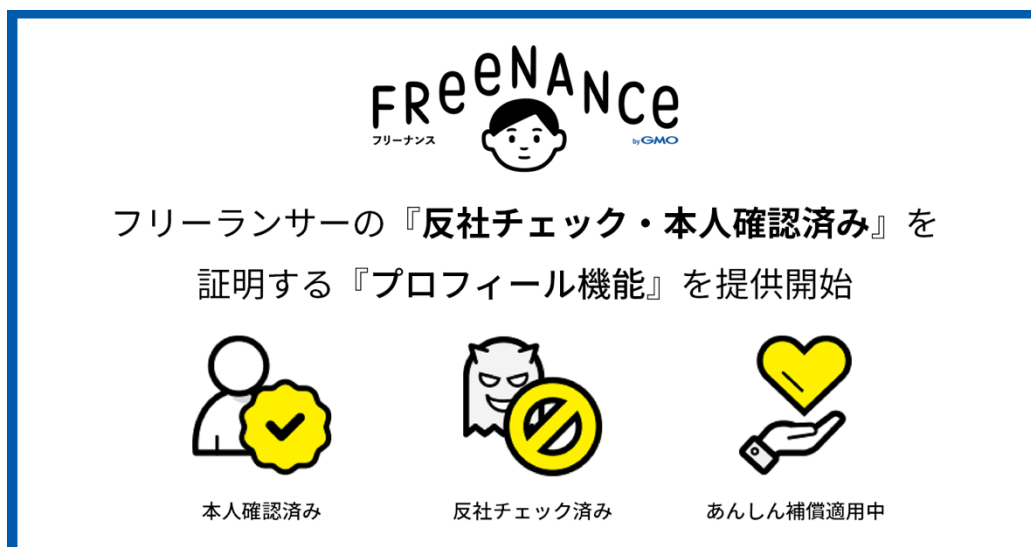 FReeNANce
フリーナンス
by GMO
フリーランサーの『反社チェック・本人確認済み』を
証明する『プロフィール機能』を提供開始
本人確認済み
反社チェック済み
あんしん補償適用中